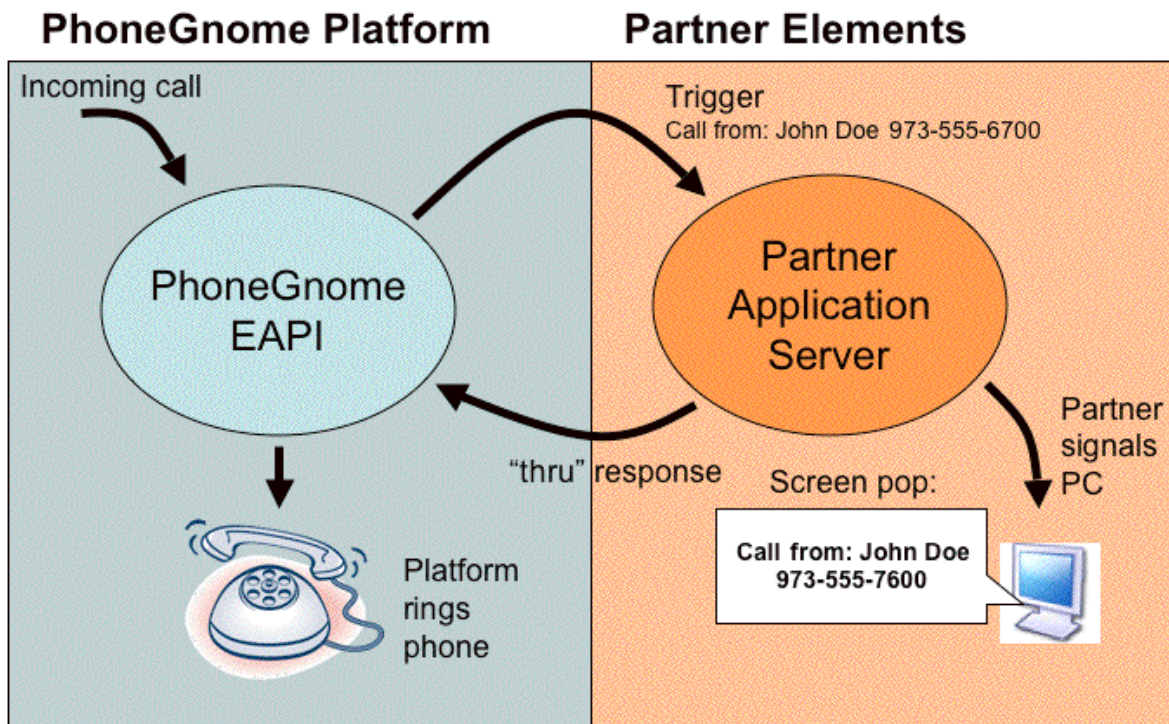 PhoneGnome Platform
Partner Elements
Incoming call
Trigger
Call from: John Doe 973-555-6700
PhoneGnome
EAPI
Partner
Application
Server
“thru” response
Partner
signals
PC
Screen pop:
Call from: John Doe
973-555-7600
Platform
rings
phone